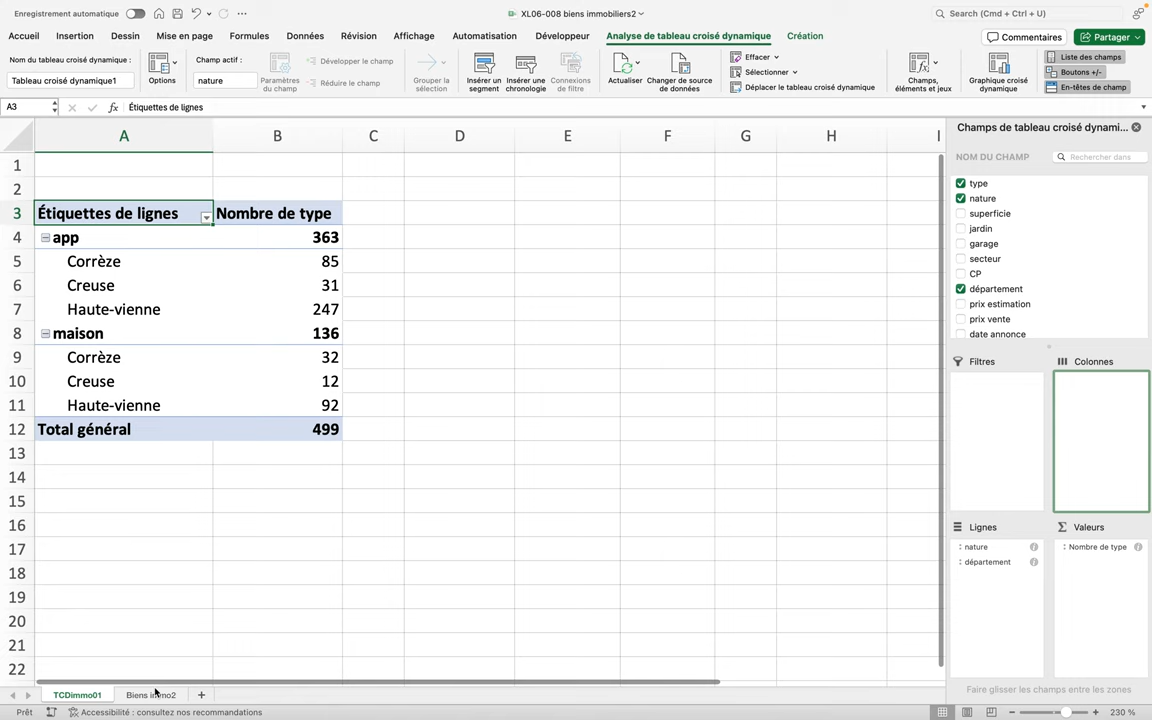 Enregistrement automatique
XL06-008 biens immobiliers2
Search (Cmd + Ctrl + U)
Accueil Insertion Dessin Mise en page Formules Données Révision Affichage Automatisation Développeur Analyse de tableau croisé dynamique Création
Commentaires
Partager
Nom du tableau croisé dynamique :
Tableau croisé dynamique1
Options
Champ actif :
nature
Paramètres du champ
Développer le champ
Réduire le champ
Grouper la sélection
Insérer un segment
Insérer une chronologie
Connexions de filtre
Actualiser
Changer de source de données
Effacer
Sélectionner
Déplacer le tableau croisé dynamique
Champs, éléments et jeux
Graphique croisé dynamique
Liste des champs
Boutons +/-
En-têtes de champ
A3
fx
Étiquettes de lignes
A B C D E F G H I
1
2
3 Étiquettes de lignes Nombre de type
4 app 363
5 Corrèze 85
6 Creuse 31
7 Haute-vienne 247
8 maison 136
9 Corrèze 32
10 Creuse 12
11 Haute-vienne 92
12 Total général 499
13
14
15
16
17
18
19
20
21
22
Champs de tableau croisé dynami...
NOM DU CHAMP
Rechercher dans
type
nature
superficie
jardin
garage
secteur
CP
département
prix estimation
prix vente
date annonce
Filtres
Colonnes
Lignes
nature
département
Valeurs
Nombre de type
Faire glisser les champs entre les zones
TCDimmo01
Biens immo2
Prêt
Accessibilité : consultez nos recommandations
230 %